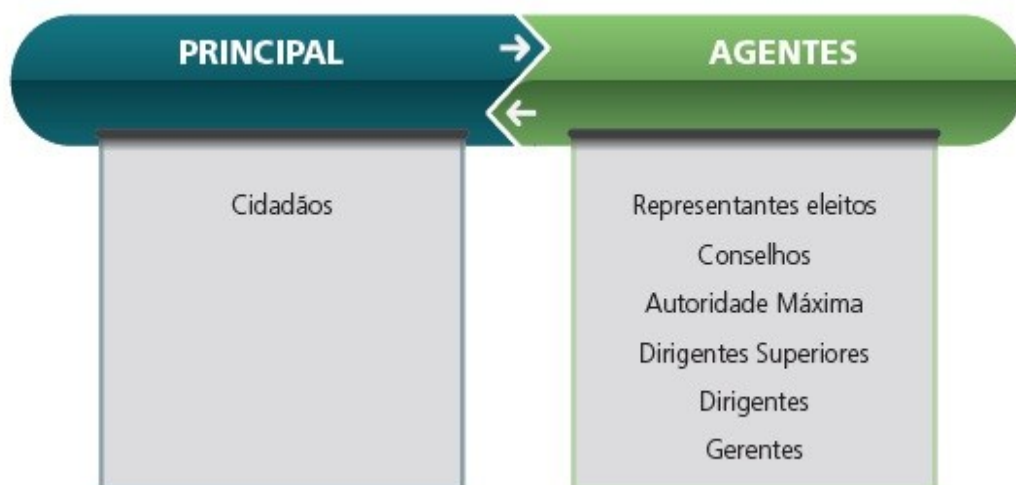 PRINCIPAL
AGENTES
Cidadãos
Representantes eleitos
Conselhos
Autoridade Máxima
Dirigentes Superiores
Dirigentes
Gerentes